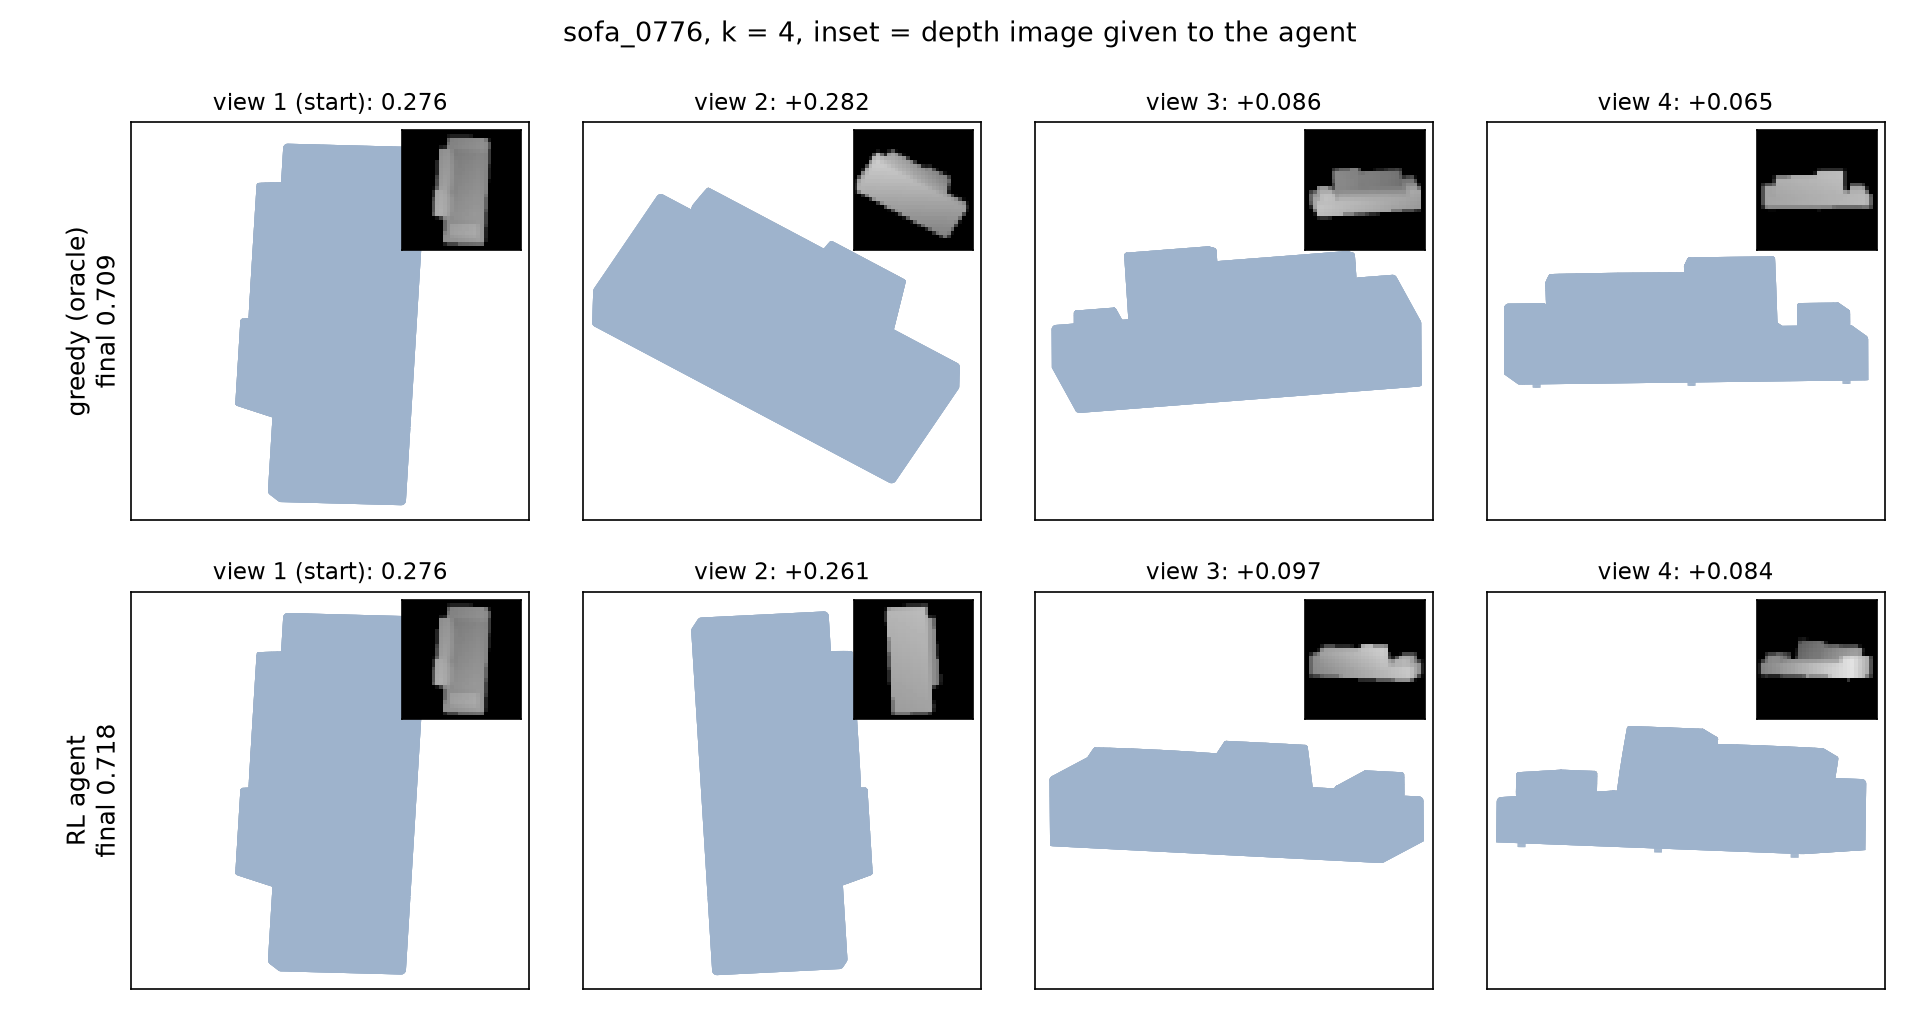 sofa_0776, k = 4, inset = depth image given to the agent
view 1 (start): 0.276
view 2: +0.282
view 3: +0.086
view 4: +0.065
greedy (oracle)
final 0.709
view 1 (start): 0.276
view 2: +0.261
view 3: +0.097
view 4: +0.084
RL agent
final 0.718